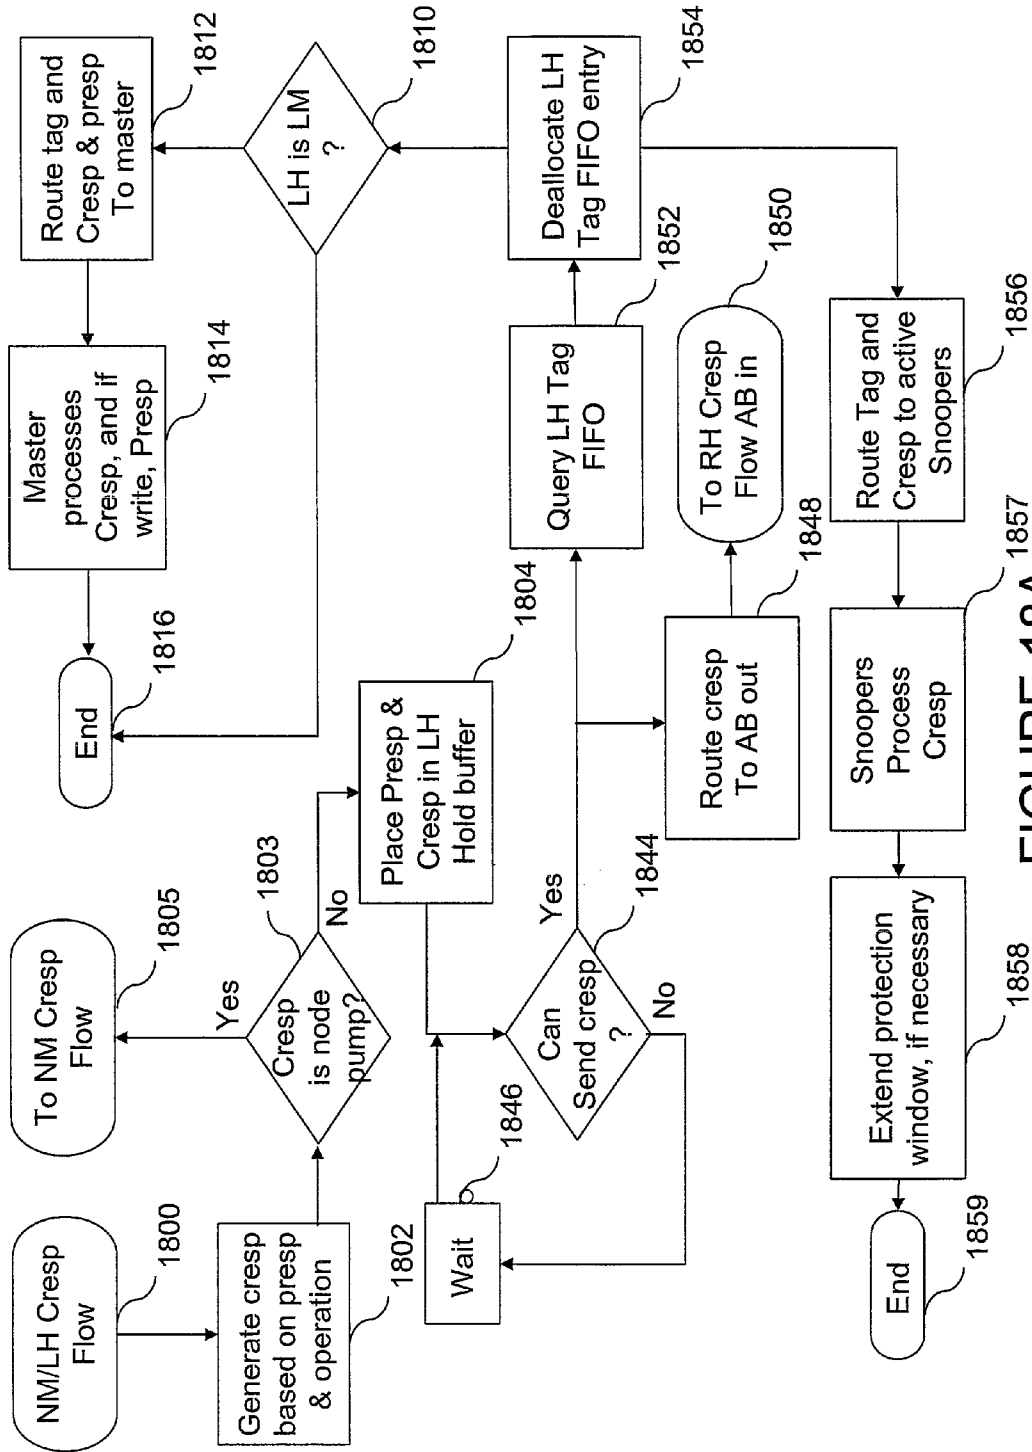 NM/LH Cresp
Flow
1800
Generate cresp
based on presp
& operation
1802
Cresp
is node
pump?
1803
Yes
No
To NM Cresp
Flow
1805
Place Presp &
Cresp in LH
Hold buffer
1804
Wait
1846
Can
Send cresp
?
1844
Yes
No
Route cresp
To AB out
1848
To RH Cresp
Flow AB in
1850
Query LH Tag
FIFO
1852
Deallocate LH
Tag FIFO entry
1854
LH is LM
?
1810
Route tag and
Cresp & presp
To master
1812
Master
processes
Cresp, and if
write, Presp
1814
End
1816
Route Tag and
Cresp to active
Snoopers
1856
Snoopers
Process
Cresp
1857
Extend protection
window, if necessary
1858
End
1859
FIGURE 18A